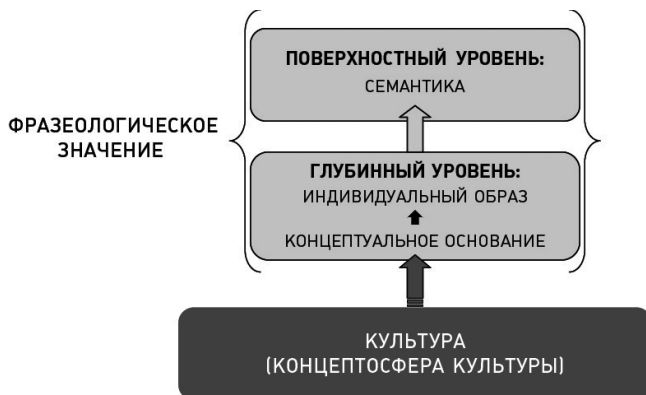 ПОВЕРХНОСТНЫЙ УРОВЕНЬ:
СЕМАНТИКА
ФРАЗЕОЛОГИЧЕСКОЕ
ЗНАЧЕНИЕ
ГЛУБИННЫЙ УРОВЕНЬ:
ИНДИВИДУАЛЬНЫЙ ОБРАЗ
КОНЦЕПТУАЛЬНОЕ ОСНОВАНИЕ
КУЛЬТУРА
(КОНЦЕПТОСФЕРА КУЛЬТУРЫ)